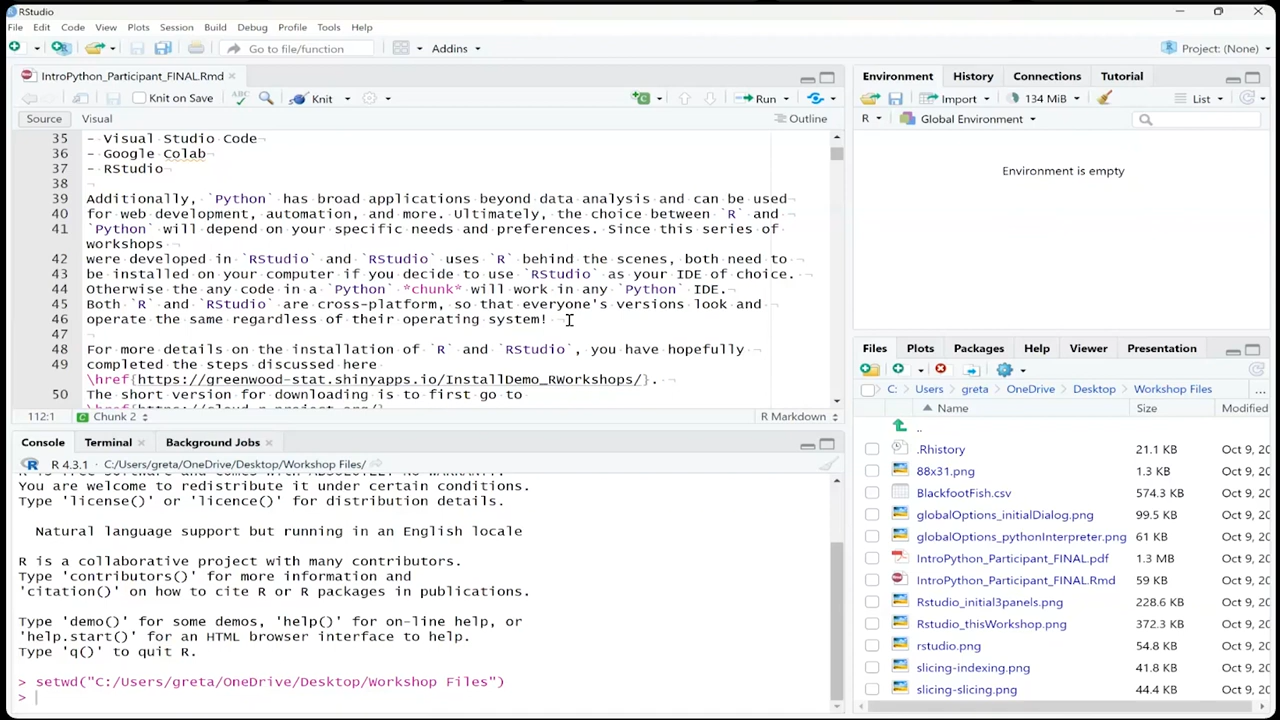 RStudio
File Edit Code View Plots Session Build Debug Profile Tools Help
Go to file/function Addins Project: (None)
IntroPython_Participant_FINAL.Rmd
Knit on Save Knit Run
Source Visual Outline
35 - Visual Studio Code
36 - Google Colab
37 - RStudio
38
39 Additionally, `Python` has broad applications beyond data analysis and can be used
40 for web development, automation, and more. Ultimately, the choice between `R` and
41 `Python` will depend on your specific needs and preferences. Since this series of
workshops
42 were developed in `RStudio` and `RStudio` uses `R` behind the scenes, both need to
43 be installed on your computer if you decide to use `RStudio` as your IDE of choice.
44 Otherwise the any code in a `Python` *chunk* will work in any `Python` IDE.
45 Both `R` and `RStudio` are cross-platform, so that everyone's versions look and
46 operate the same regardless of their operating system!
47
48 For more details on the installation of `R` and `RStudio`, you have hopefully
49 completed the steps discussed here
\href{https://greenwood-stat.shinyapps.io/InstallDemo_RWorkshops/}.
50 The short version for downloading is to first go to
\href{https://cloud.r-project.org/}
112:1 Chunk 2 R Markdown
Console Terminal Background Jobs
R 4.3.1 · C:/Users/greta/OneDrive/Desktop/Workshop Files/
R is free software and comes with ABSOLUTELY NO WARRANTY.
You are welcome to redistribute it under certain conditions.
Type 'license()' or 'licence()' for distribution details.
Natural language support but running in an English locale
R is a collaborative project with many contributors.
Type 'contributors()' for more information and
'citation()' on how to cite R or R packages in publications.
Type 'demo()' for some demos, 'help()' for on-line help, or
'help.start()' for an HTML browser interface to help.
Type 'q()' to quit R.
> setwd("C:/Users/greta/OneDrive/Desktop/Workshop Files")
>
Environment History Connections Tutorial
Import 134 MiB List
R Global Environment
Environment is empty
Files Plots Packages Help Viewer Presentation
C: Users greta OneDrive Desktop Workshop Files ...
Name Size Modified
..
.Rhistory 21.1 KB Oct 9, 20
88x31.png 1.3 KB Oct 9, 20
BlackfootFish.csv 574.3 KB Oct 9, 20
globalOptions_initialDialog.png 99.5 KB Oct 9, 20
globalOptions_pythonInterpreter.png 61 KB Oct 9, 20
IntroPython_Participant_FINAL.pdf 1.3 MB Oct 9, 20
IntroPython_Participant_FINAL.Rmd 59 KB Oct 9, 20
Rstudio_initial3panels.png 228.6 KB Oct 9, 20
Rstudio_thisWorkshop.png 372.3 KB Oct 9, 20
rstudio.png 54.8 KB Oct 9, 20
slicing-indexing.png 41.8 KB Oct 9, 20
slicing-slicing.png 44.4 KB Oct 9, 20